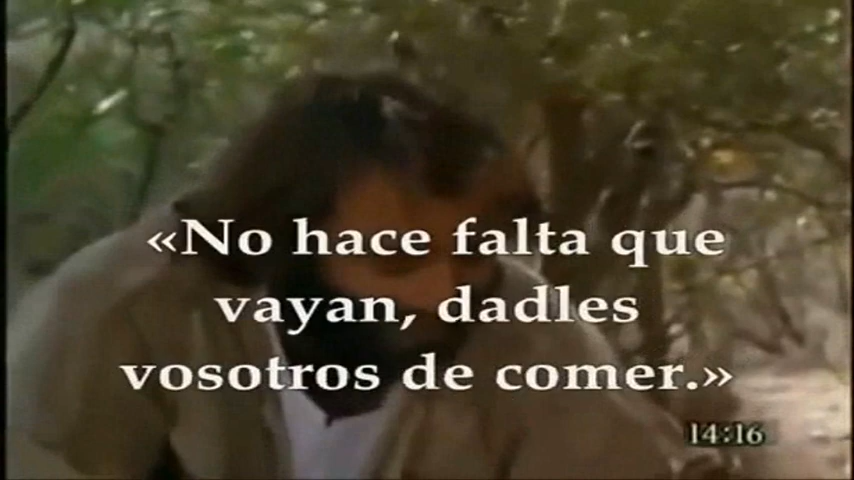 «No hace falta que
vayan, dadles
vosotros de comer.»
14:16